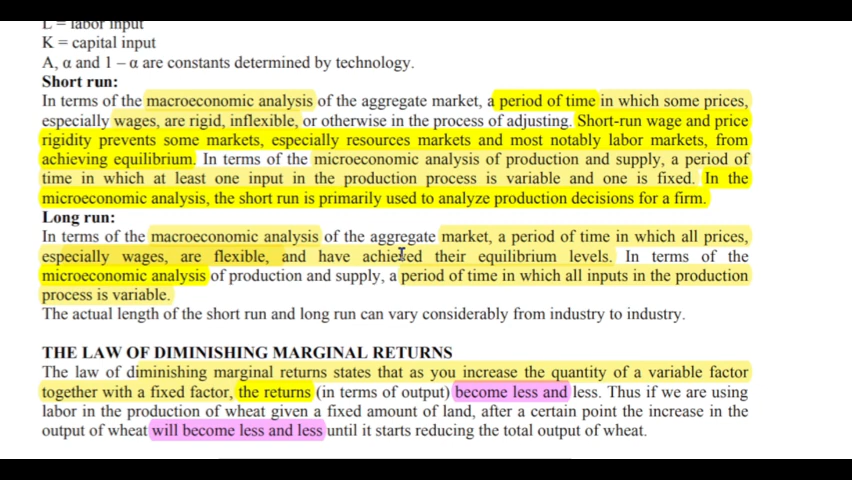 L = labor input
K = capital input
A, α and 1 – α are constants determined by technology.
Short run:
In terms of the macroeconomic analysis of the aggregate market, a period of time in which some prices,
especially wages, are rigid, inflexible, or otherwise in the process of adjusting. Short-run wage and price
rigidity prevents some markets, especially resources markets and most notably labor markets, from
achieving equilibrium. In terms of the microeconomic analysis of production and supply, a period of
time in which at least one input in the production process is variable and one is fixed. In the
microeconomic analysis, the short run is primarily used to analyze production decisions for a firm.
Long run:
In terms of the macroeconomic analysis of the aggregate market, a period of time in which all prices,
especially wages, are flexible, and have achieved their equilibrium levels. In terms of the
microeconomic analysis of production and supply, a period of time in which all inputs in the production
process is variable.
The actual length of the short run and long run can vary considerably from industry to industry.
THE LAW OF DIMINISHING MARGINAL RETURNS
The law of diminishing marginal returns states that as you increase the quantity of a variable factor
together with a fixed factor, the returns (in terms of output) become less and less. Thus if we are using
labor in the production of wheat given a fixed amount of land, after a certain point the increase in the
output of wheat will become less and less until it starts reducing the total output of wheat.